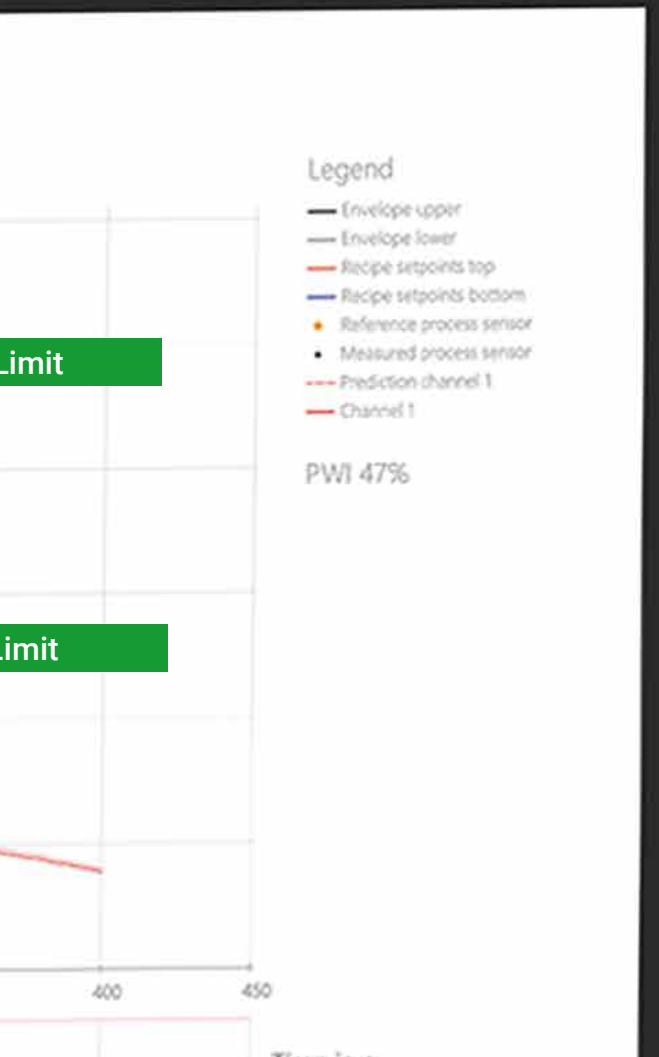 Legend
Envelope upper
Envelope lower
Recipe setpoints top
Recipe setpoints bottom
Reference process sensor
Measured process sensor
Prediction channel 1
Channel 1
PWI 47%
Limit
Limit
400 450